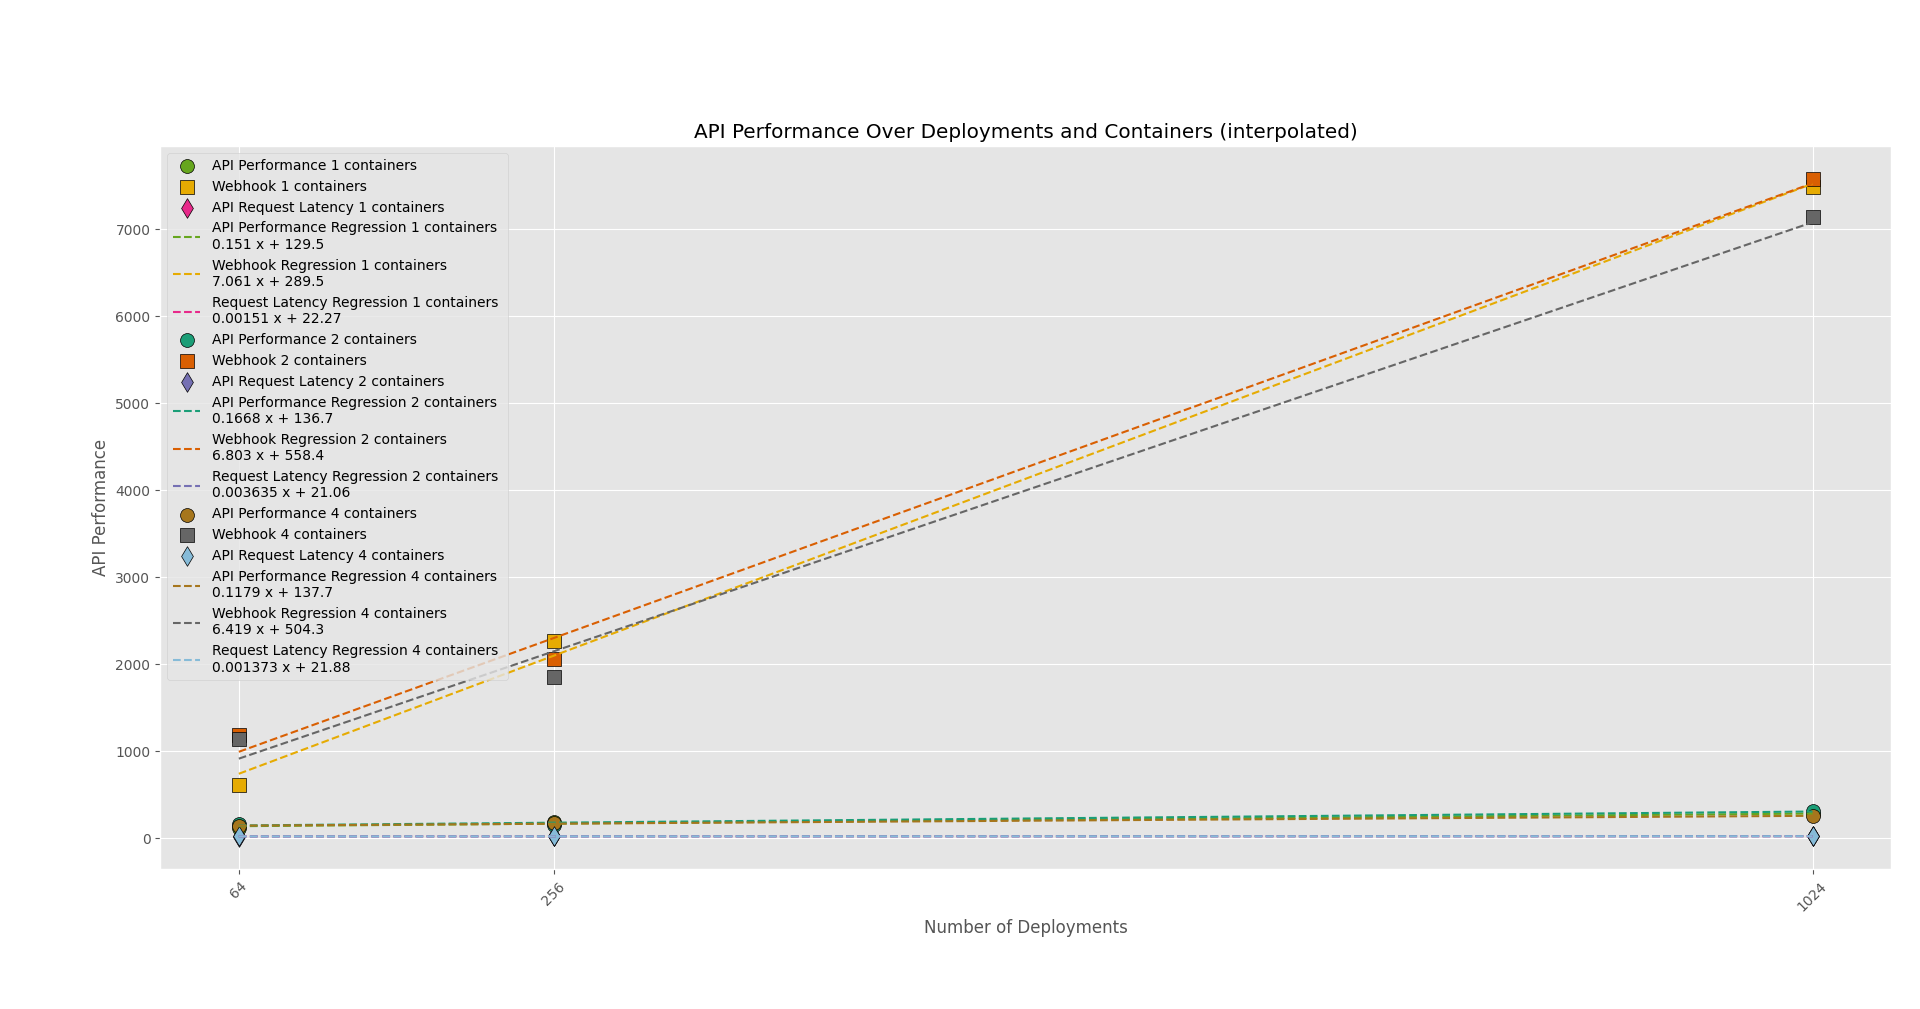 API Performance Over Deployments and Containers (interpolated)
API Performance 1 containers
Webhook 1 containers
API Request Latency 1 containers
API Performance Regression 1 containers
0.151 x + 129.5
Webhook Regression 1 containers
7.061 x + 289.5
Request Latency Regression 1 containers
0.00151 x + 22.27
API Performance 2 containers
Webhook 2 containers
API Request Latency 2 containers
API Performance Regression 2 containers
0.1668 x + 136.7
Webhook Regression 2 containers
6.803 x + 558.4
Request Latency Regression 2 containers
0.003635 x + 21.06
API Performance 4 containers
Webhook 4 containers
API Request Latency 4 containers
API Performance Regression 4 containers
0.1179 x + 137.7
Webhook Regression 4 containers
6.419 x + 504.3
Request Latency Regression 4 containers
0.001373 x + 21.88
API Performance
7000
6000
5000
4000
3000
2000
1000
0
64
256
1024
Number of Deployments